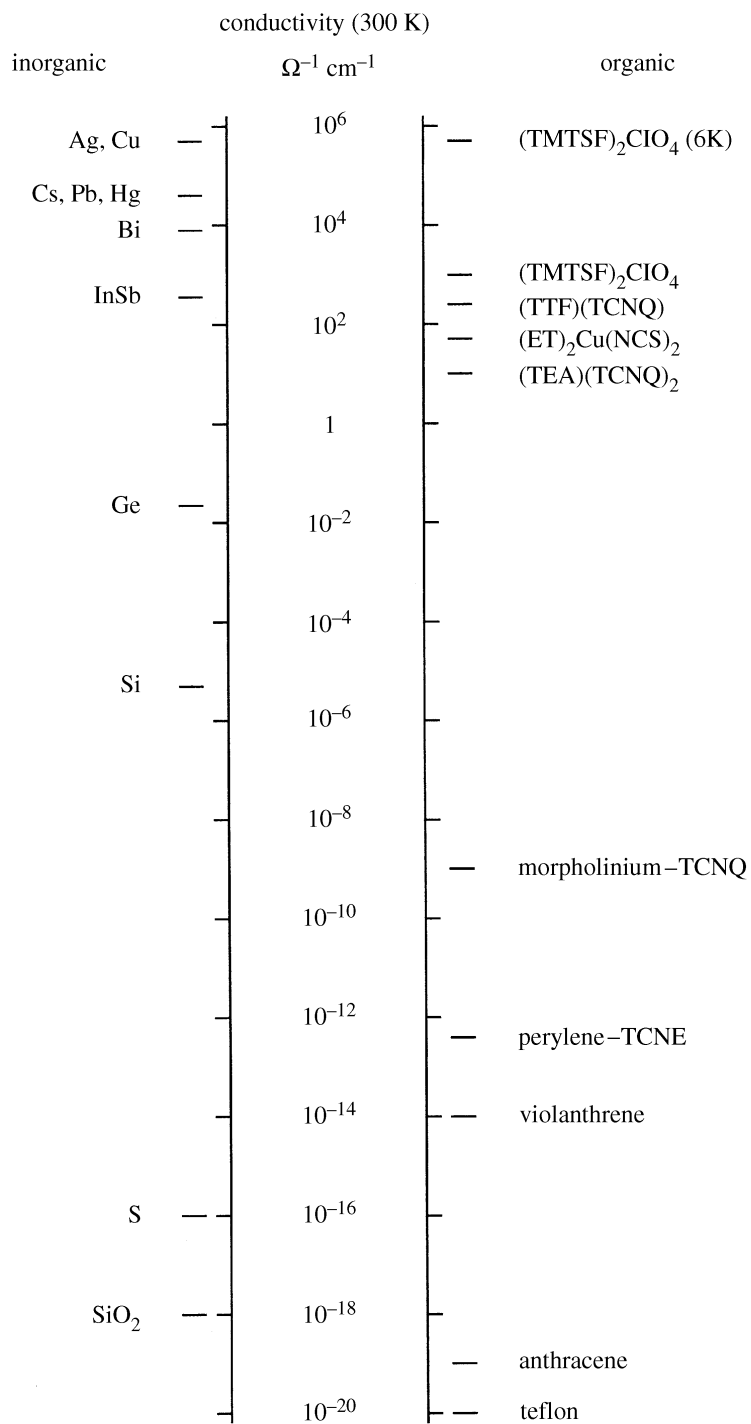 conductivity (300 K)
inorganic Ω⁻¹ cm⁻¹ organic
10⁶
Ag, Cu (TMTSF)₂ClO₄ (6K)
Cs, Pb, Hg
Bi 10⁴
(TMTSF)₂ClO₄
InSb (TTF)(TCNQ)
10²
(ET)₂Cu(NCS)₂
(TEA)(TCNQ)₂
1
Ge
10⁻²
10⁻⁴
Si
10⁻⁶
10⁻⁸
morpholinium–TCNQ
10⁻¹⁰
10⁻¹²
perylene–TCNE
10⁻¹⁴ violanthrene
S 10⁻¹⁶
SiO₂ 10⁻¹⁸
anthracene
10⁻²⁰ teflon